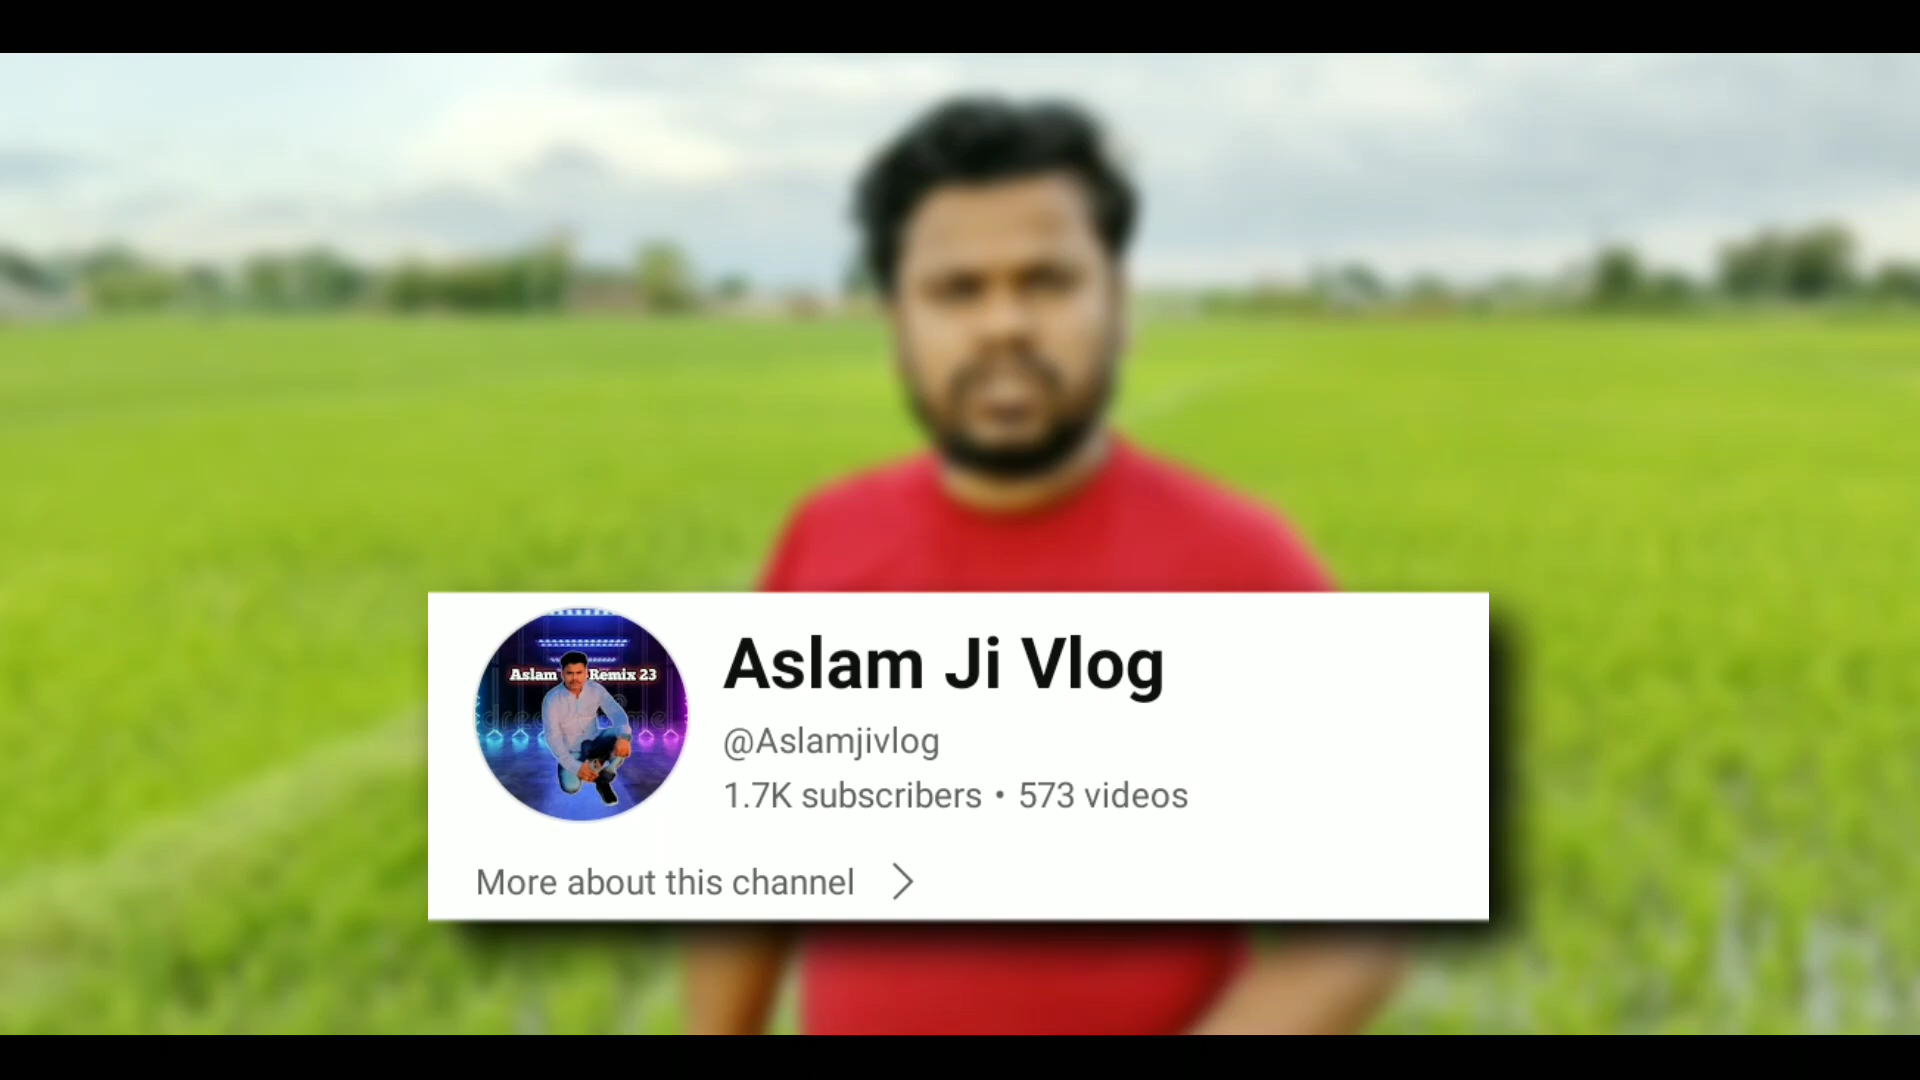 Aslam Remix 23
Aslam Ji Vlog
@Aslamjivlog
1.7K subscribers • 573 videos
More about this channel